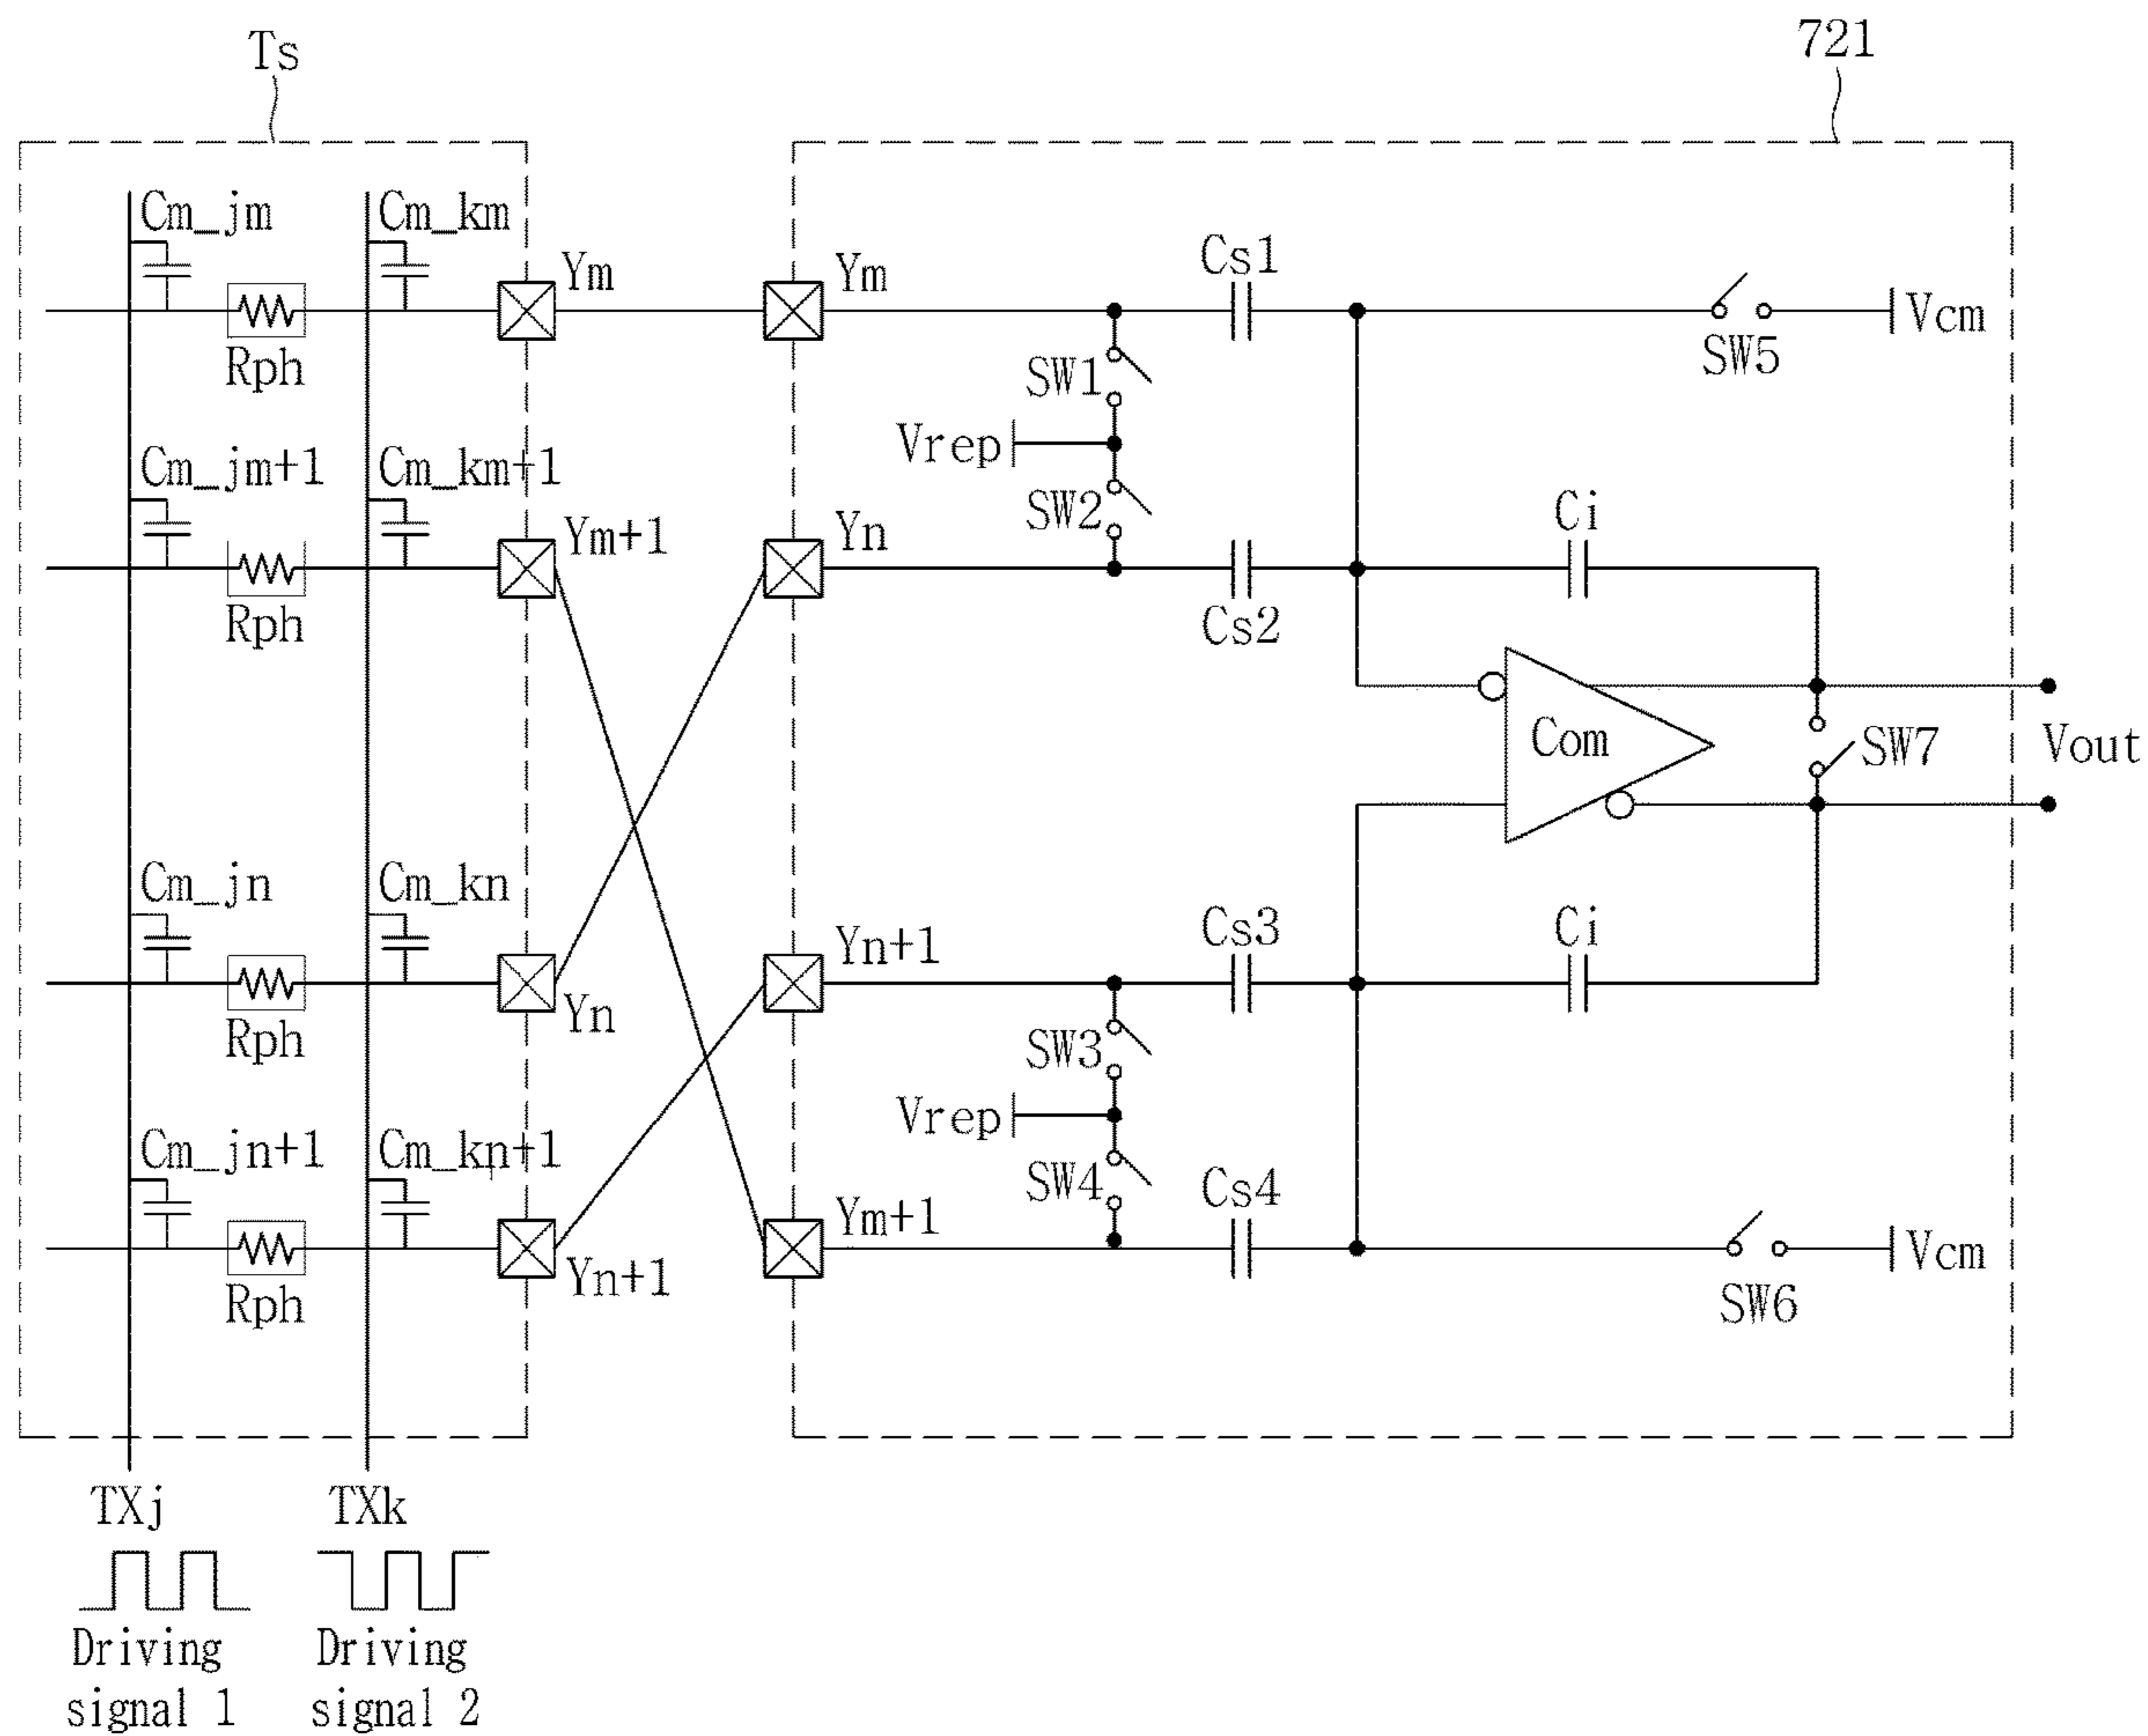 Ts
721
Cm_jm
Cm_km
Ym
Ym
Cs1
Rph
SW1
SW5
Vcm
Vrep
Cm_jm+1
Cm_km+1
Ym+1
SW2
Yn
Ci
Rph
Cs2
Com
SW7
Vout
Cm_jn
Cm_kn
Yn
Yn+1
Cs3
Ci
Rph
SW3
Vrep
Cm_jn+1
Cm_kn+1
SW4
Cs4
Ym+1
Vcm
Rph
Yn+1
SW6
TXj
TXk
Driving
signal 1
Driving
signal 2